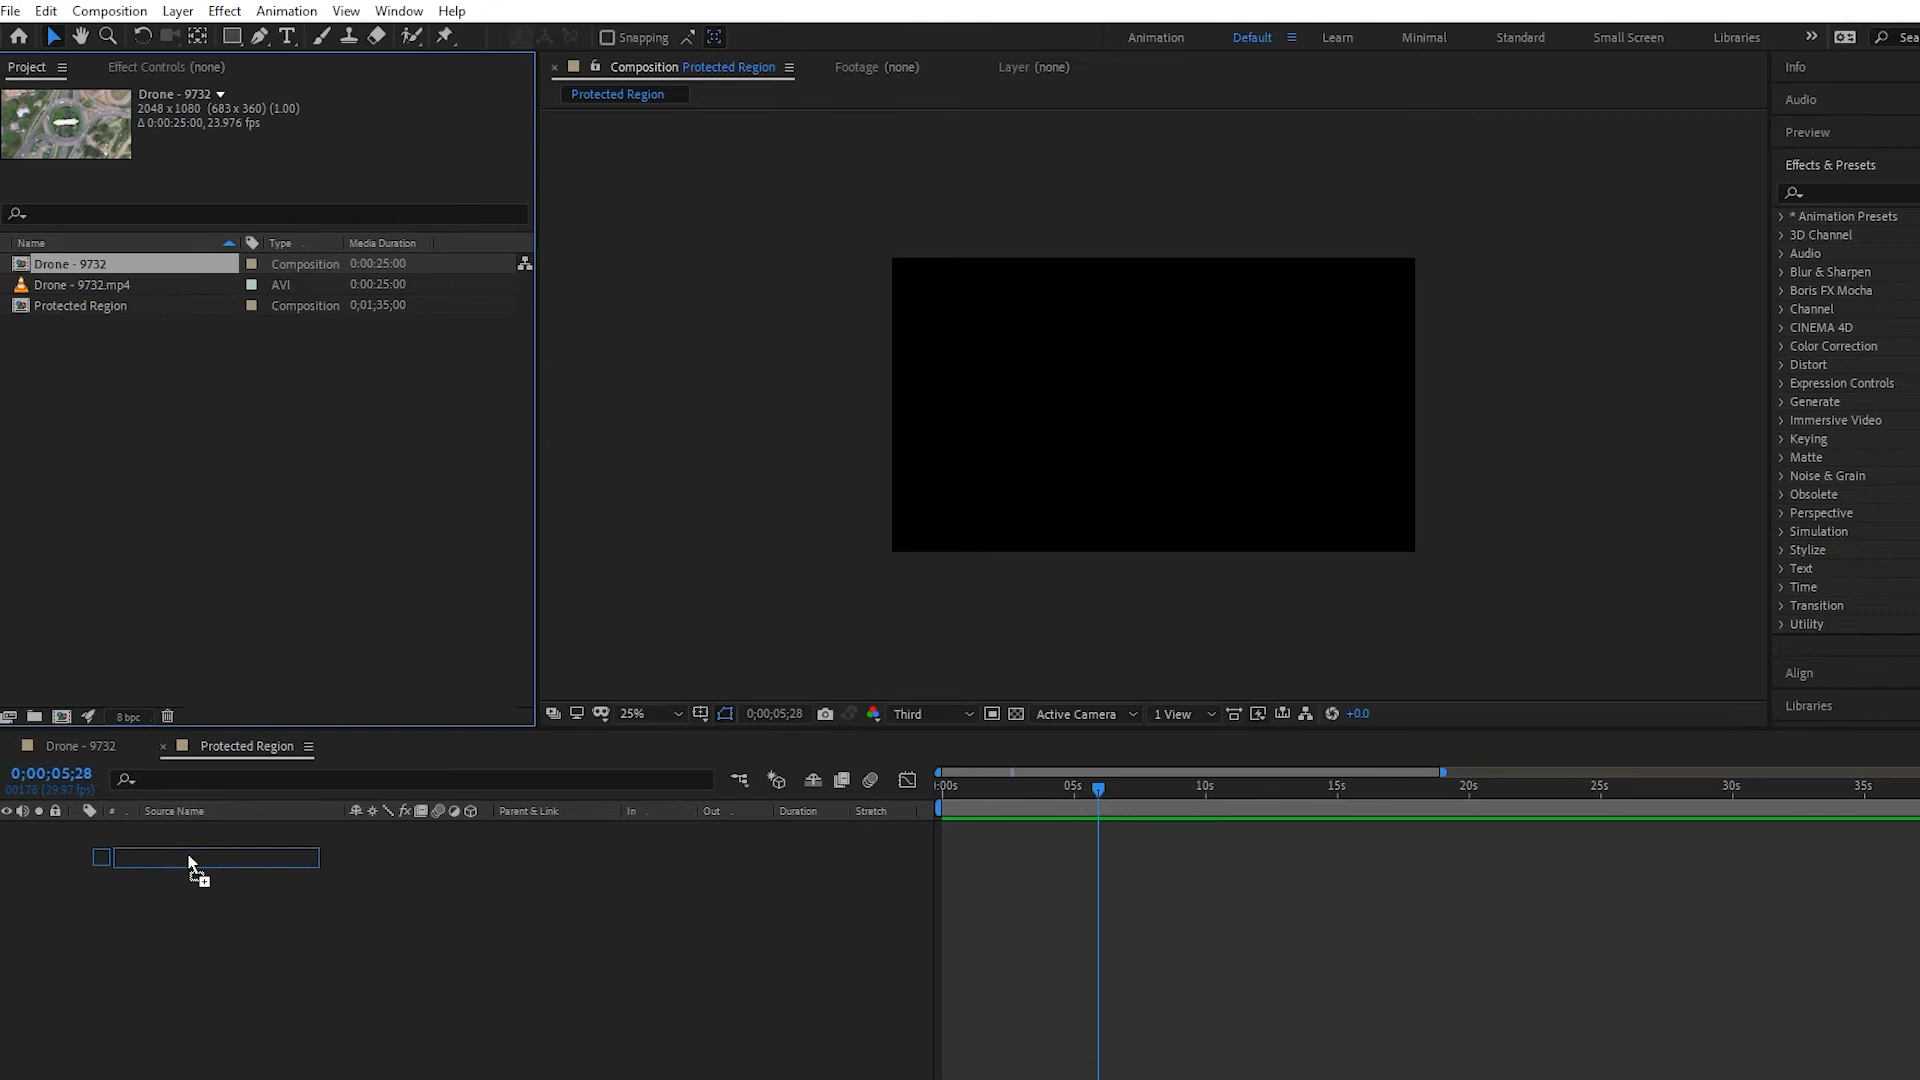 File Edit Composition Layer Effect Animation View Window Help
Snapping
Animation Default Learn Minimal Standard Small Screen Libraries Sea
Project Effect Controls (none)
Drone - 9732
2048 x 1080 (683 x 360) (1.00)
Δ 0:00:25:00, 23.976 fps
Name Type Media Duration
Drone - 9732 Composition 0:00:25:00
Drone - 9732.mp4 AVI 0:00:25:00
Protected Region Composition 0;01;35;00
8 bpc
Composition Protected Region Footage (none) Layer (none)
Protected Region
25% 0;00;05;28 Third Active Camera 1 View +0.0
Info
Audio
Preview
Effects & Presets
* Animation Presets
3D Channel
Audio
Blur & Sharpen
Boris FX Mocha
Channel
CINEMA 4D
Color Correction
Distort
Expression Controls
Generate
Immersive Video
Keying
Matte
Noise & Grain
Obsolete
Perspective
Simulation
Stylize
Text
Time
Transition
Utility
Align
Libraries
Drone - 9732 Protected Region
0;00;05;28
00178 (29.97 fps)
# Source Name fx Parent & Link In Out Duration Stretch
:00s 05s 10s 15s 20s 25s 30s 35s